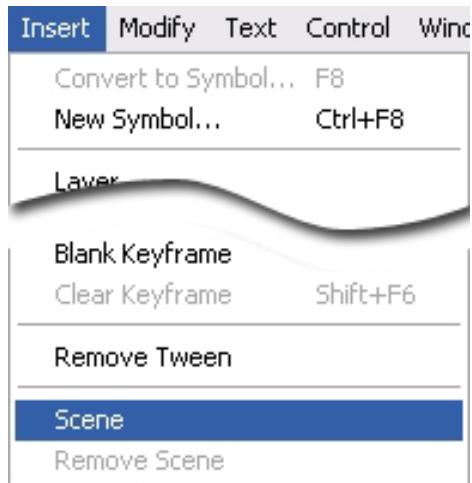 Insert Modify Text Control Wind
Convert to Symbol... F8
New Symbol... Ctrl+F8
Layer
Blank Keyframe
Clear Keyframe Shift+F6
Remove Tween
Scene
Remove Scene